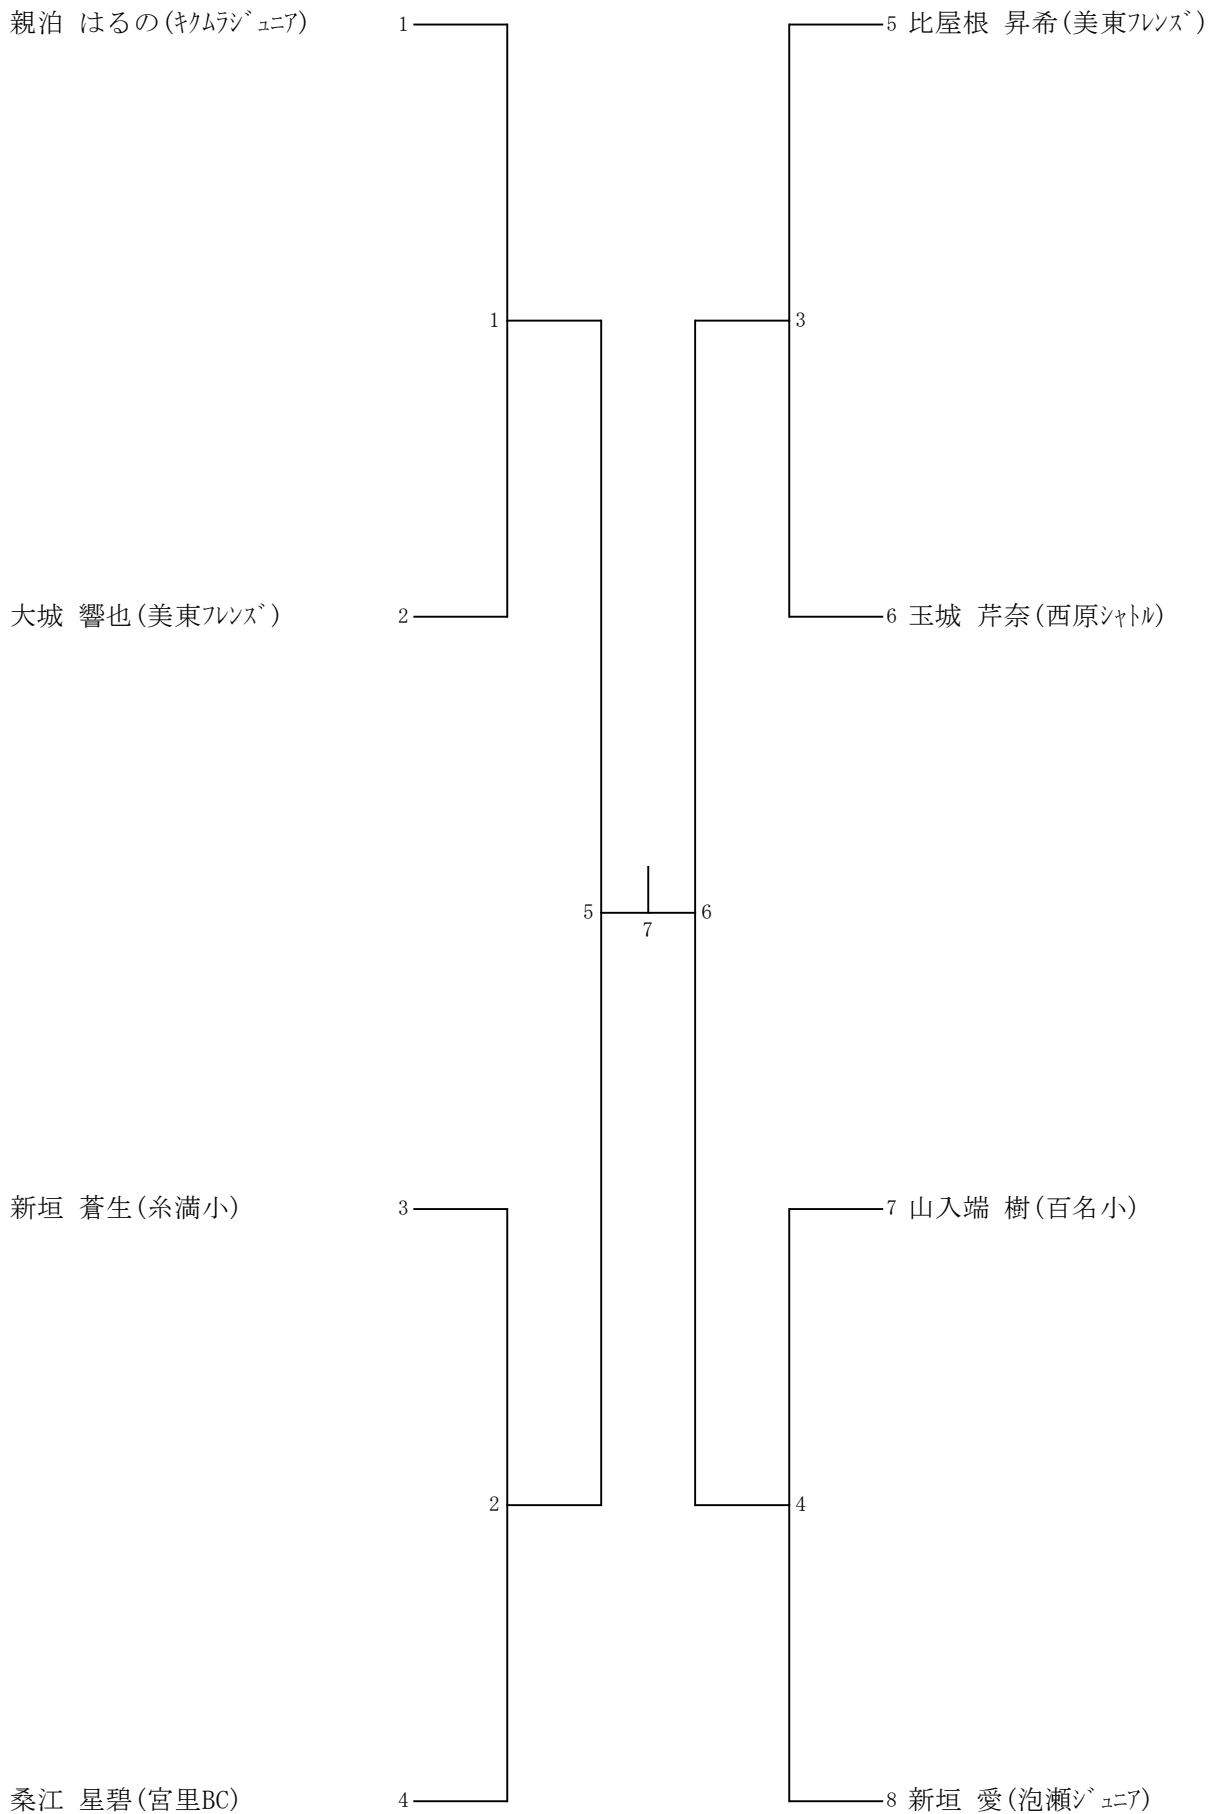 親泊 はるの(ｷｸﾑﾗｼﾞｭﾆｱ) 1
5 比屋根 昇希(美東ﾌﾚﾝｽﾞ)
1
3
大城 響也(美東ﾌﾚﾝｽﾞ) 2
6 玉城 芹奈(西原ｼｬﾄﾙ)
5
6
7
新垣 蒼生(糸満小) 3
7 山入端 樹(百名小)
2
4
桑江 星碧(宮里BC) 4
8 新垣 愛(泡瀬ｼﾞｭﾆｱ)